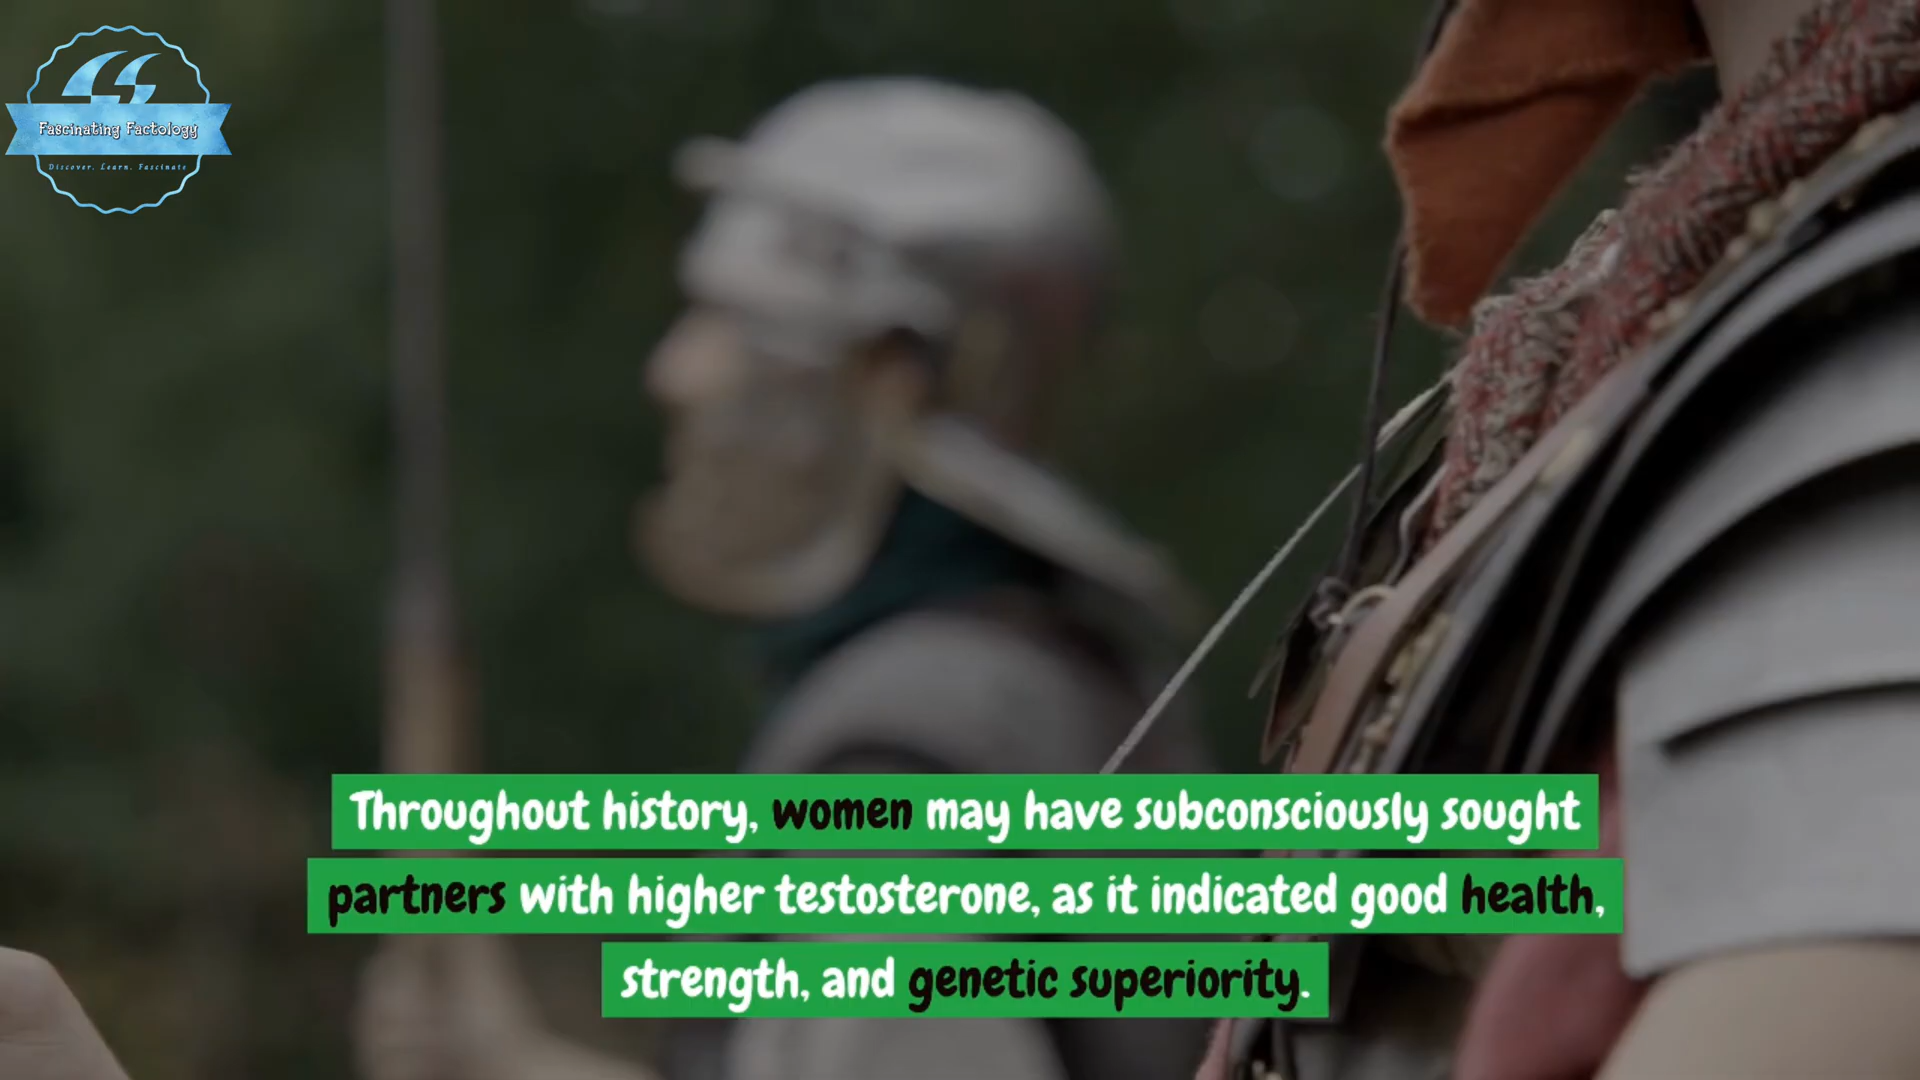 Fascinating Factology
Discover. Learn. Fascinate
Throughout history, women may have subconsciously sought
partners with higher testosterone, as it indicated good health,
strength, and genetic superiority.